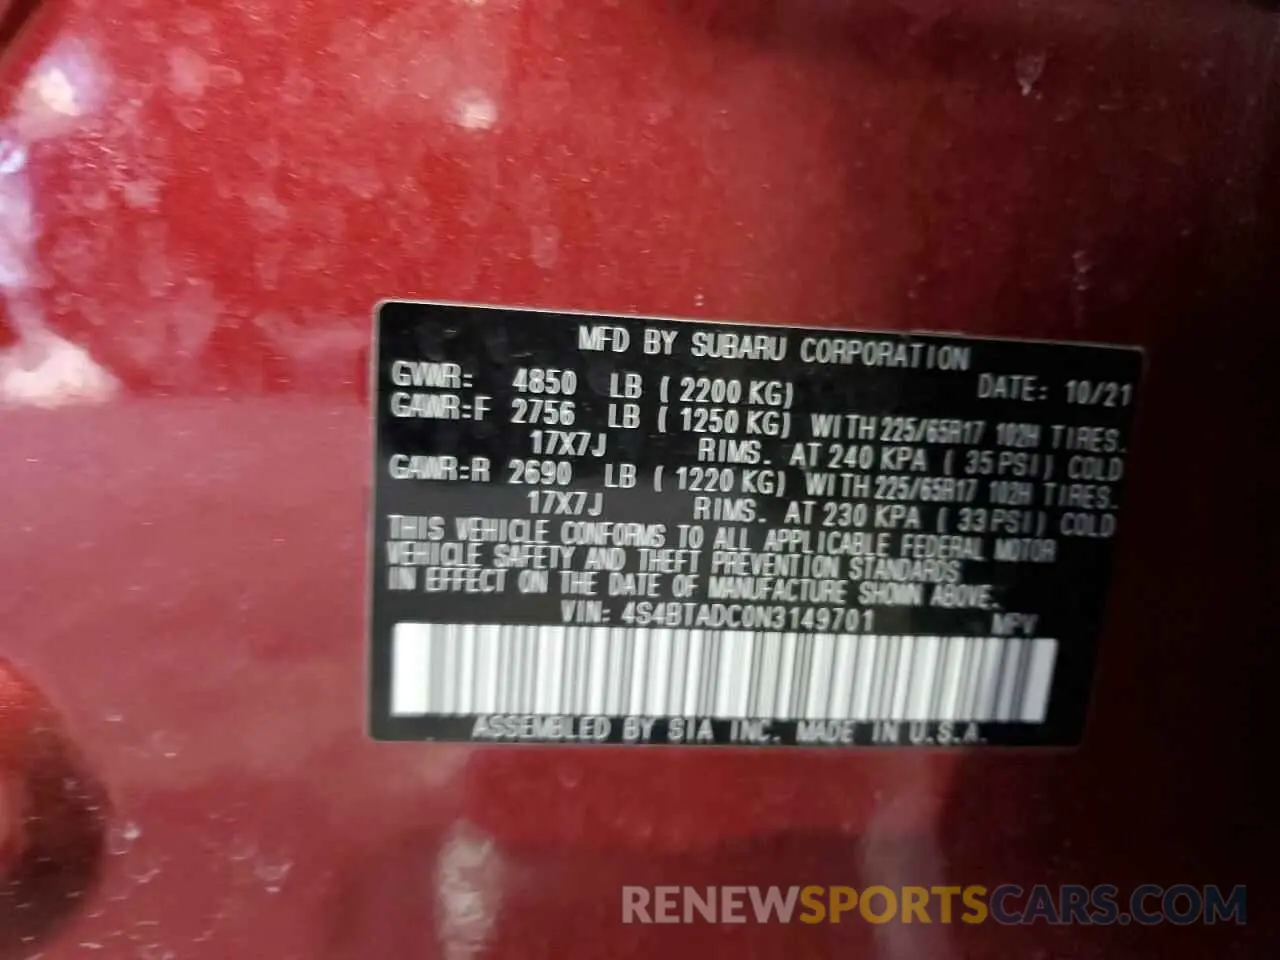 MFD BY SUBARU CORPORATION
GVWR: 4850 LB ( 2200 KG) DATE: 10/21
GAWR:F 2756 LB ( 1250 KG) WITH 225/65R17 102H TIRES.
17X7J RIMS. AT 240 KPA ( 35 PSI) COLD
GAWR:R 2690 LB ( 1220 KG) WITH 225/65R17 102H TIRES.
17X7J RIMS. AT 230 KPA ( 33 PSI) COLD
THIS VEHICLE CONFORMS TO ALL APPLICABLE FEDERAL MOTOR
VEHICLE SAFETY AND THEFT PREVENTION STANDARDS
IN EFFECT ON THE DATE OF MANUFACTURE SHOWN ABOVE.
VIN: 4S4BTADC0N3149701 MPV
ASSEMBLED BY SIA INC. MADE IN U.S.A.
RENEWSPORTSCARS.COM